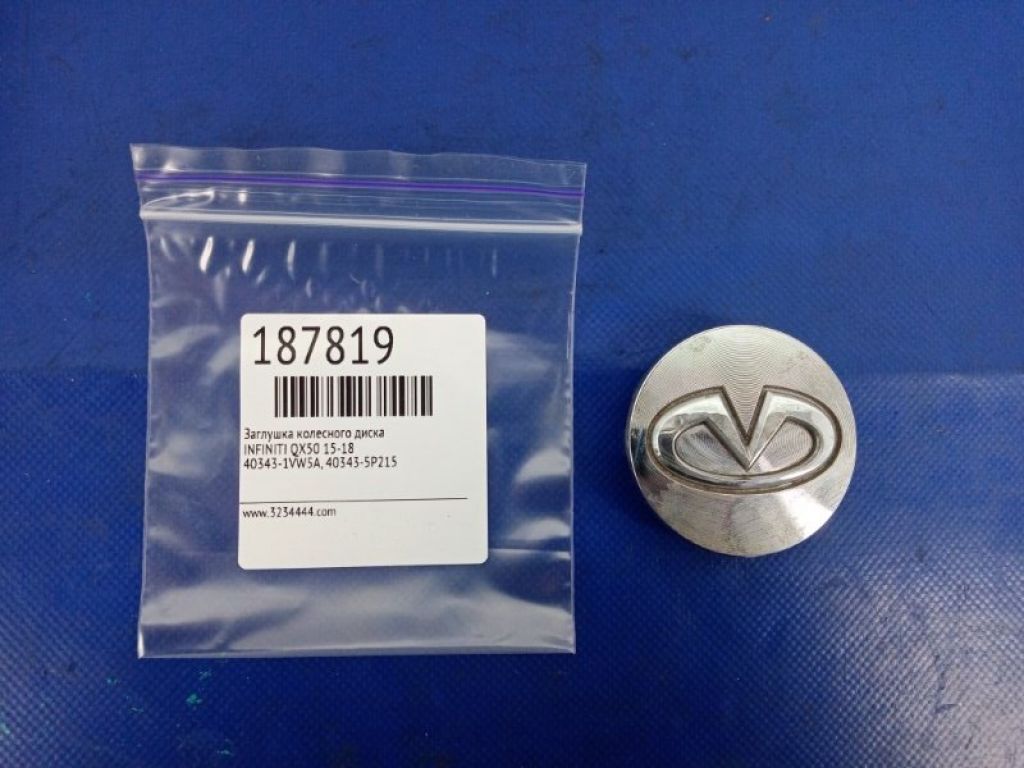 187819
Заглушка колесного диска
INFINITI QX50 15-18
40343-1VW5A, 40343-5P215
www.3234444.com